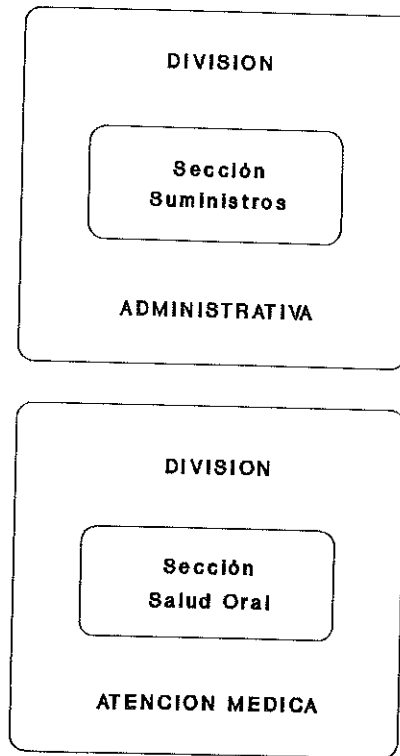 DIVISION
Sección
Suministros
ADMINISTRATIVA
DIVISION
Sección
Salud Oral
ATENCION MEDICA